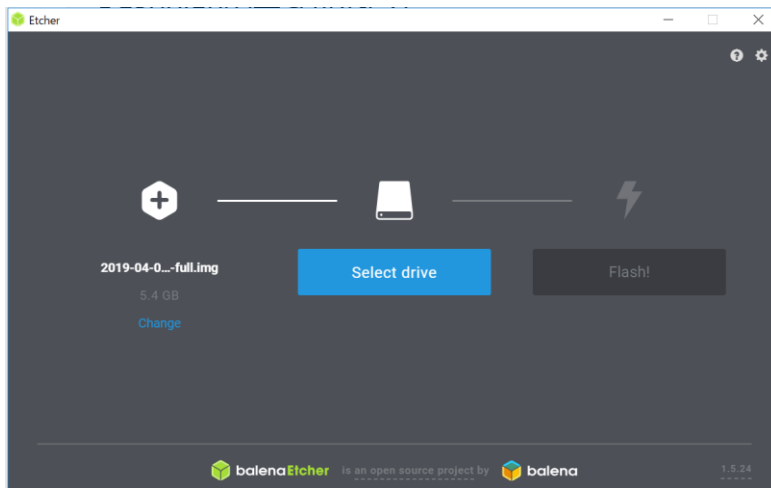 Etcher
2019-04-0...-full.img
5.4 GB
Change
Select drive
Flash!
balenaEtcher is an open source project by balena
1.5.24